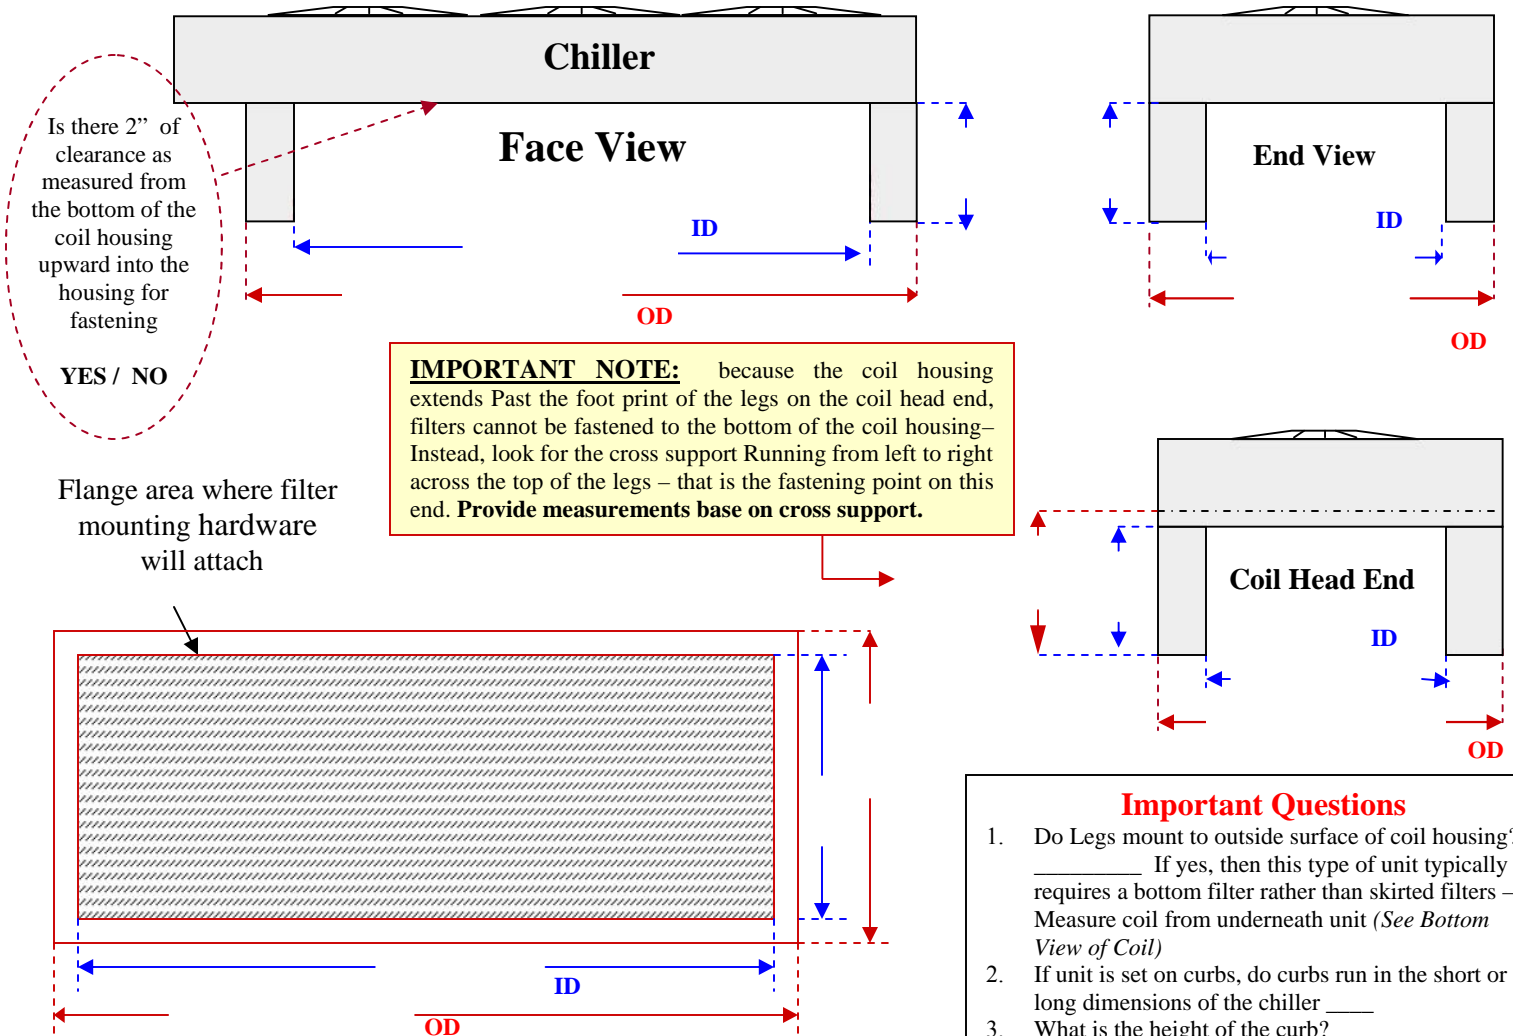 Chiller
Face View
Is there 2” of
clearance as
measured from
the bottom of the
coil housing
upward into the
housing for
fastening
YES / NO
ID
OD
End View
ID
OD
IMPORTANT NOTE: because the coil housing
extends Past the foot print of the legs on the coil head end,
filters cannot be fastened to the bottom of the coil housing–
Instead, look for the cross support Running from left to right
across the top of the legs – that is the fastening point on this
end. Provide measurements base on cross support.
Flange area where filter
mounting hardware
will attach
Coil Head End
ID
OD
ID
OD
Important Questions
1. Do Legs mount to outside surface of coil housing?
_________ If yes, then this type of unit typically
requires a bottom filter rather than skirted filters –
Measure coil from underneath unit (See Bottom
View of Coil)
2. If unit is set on curbs, do curbs run in the short or
long dimensions of the chiller ____
3. What is the height of the curb?